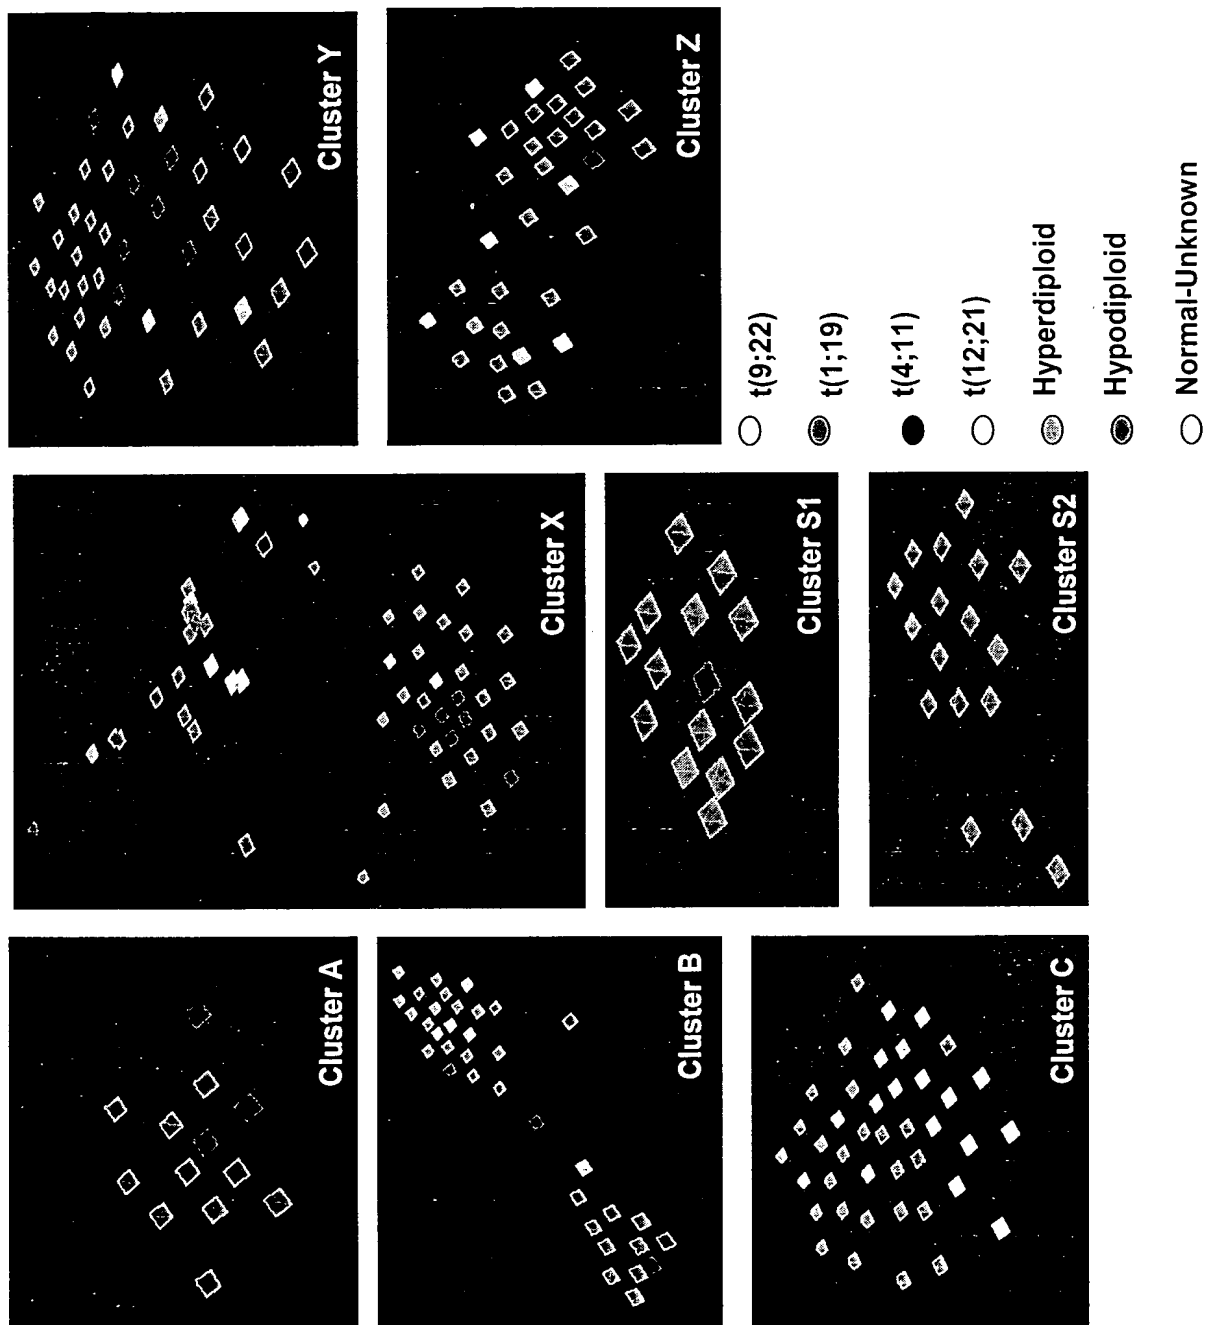 Cluster A
Cluster B
Cluster C
Cluster X
Cluster S1
Cluster S2
Cluster Y
Cluster Z
t(9;22)
t(1;19)
t(4;11)
t(12;21)
Hyperdiploid
Hypodiploid
Normal-Unknown